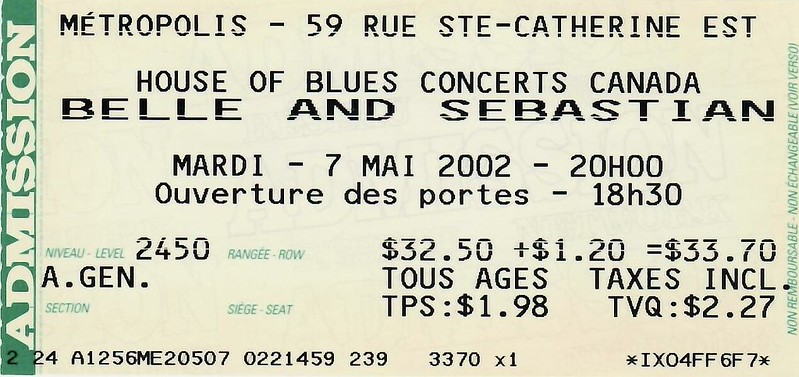 MÉTROPOLIS - 59 RUE STE-CATHERINE EST
HOUSE OF BLUES CONCERTS CANADA
BELLE AND SEBASTIAN
MARDI - 7 MAI 2002 - 20H00
Ouverture des portes - 18h30
NIVEAU - LEVEL 2450 RANGÉE - ROW $32.50 +$1.20 =$33.70
A.GEN. TOUS AGES TAXES INCL.
SECTION SIÈGE - SEAT TPS:$1.98 TVQ:$2.27
2 24 A1256ME20507 0221459 239 3370 x1 *IX04FF6F7*
ADMISSION
NON REMBOURSABLE - NON ÉCHANGEABLE (VOIR VERSO)